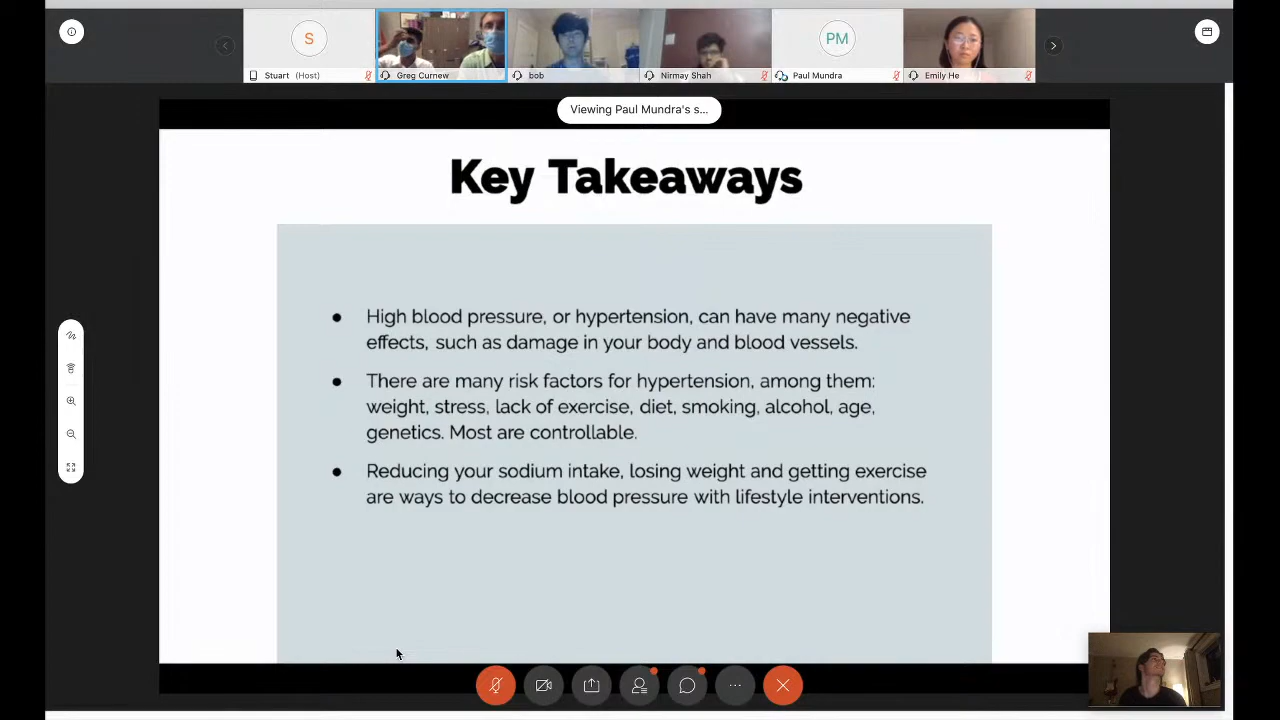 S
PM
Stuart (Host)
Greg Curnew
bob
Nirmay Shah
Paul Mundra
Emily He
Viewing Paul Mundra's s...
Key Takeaways
● High blood pressure, or hypertension, can have many negative
effects, such as damage in your body and blood vessels.
● There are many risk factors for hypertension, among them:
weight, stress, lack of exercise, diet, smoking, alcohol, age,
genetics. Most are controllable.
● Reducing your sodium intake, losing weight and getting exercise
are ways to decrease blood pressure with lifestyle interventions.